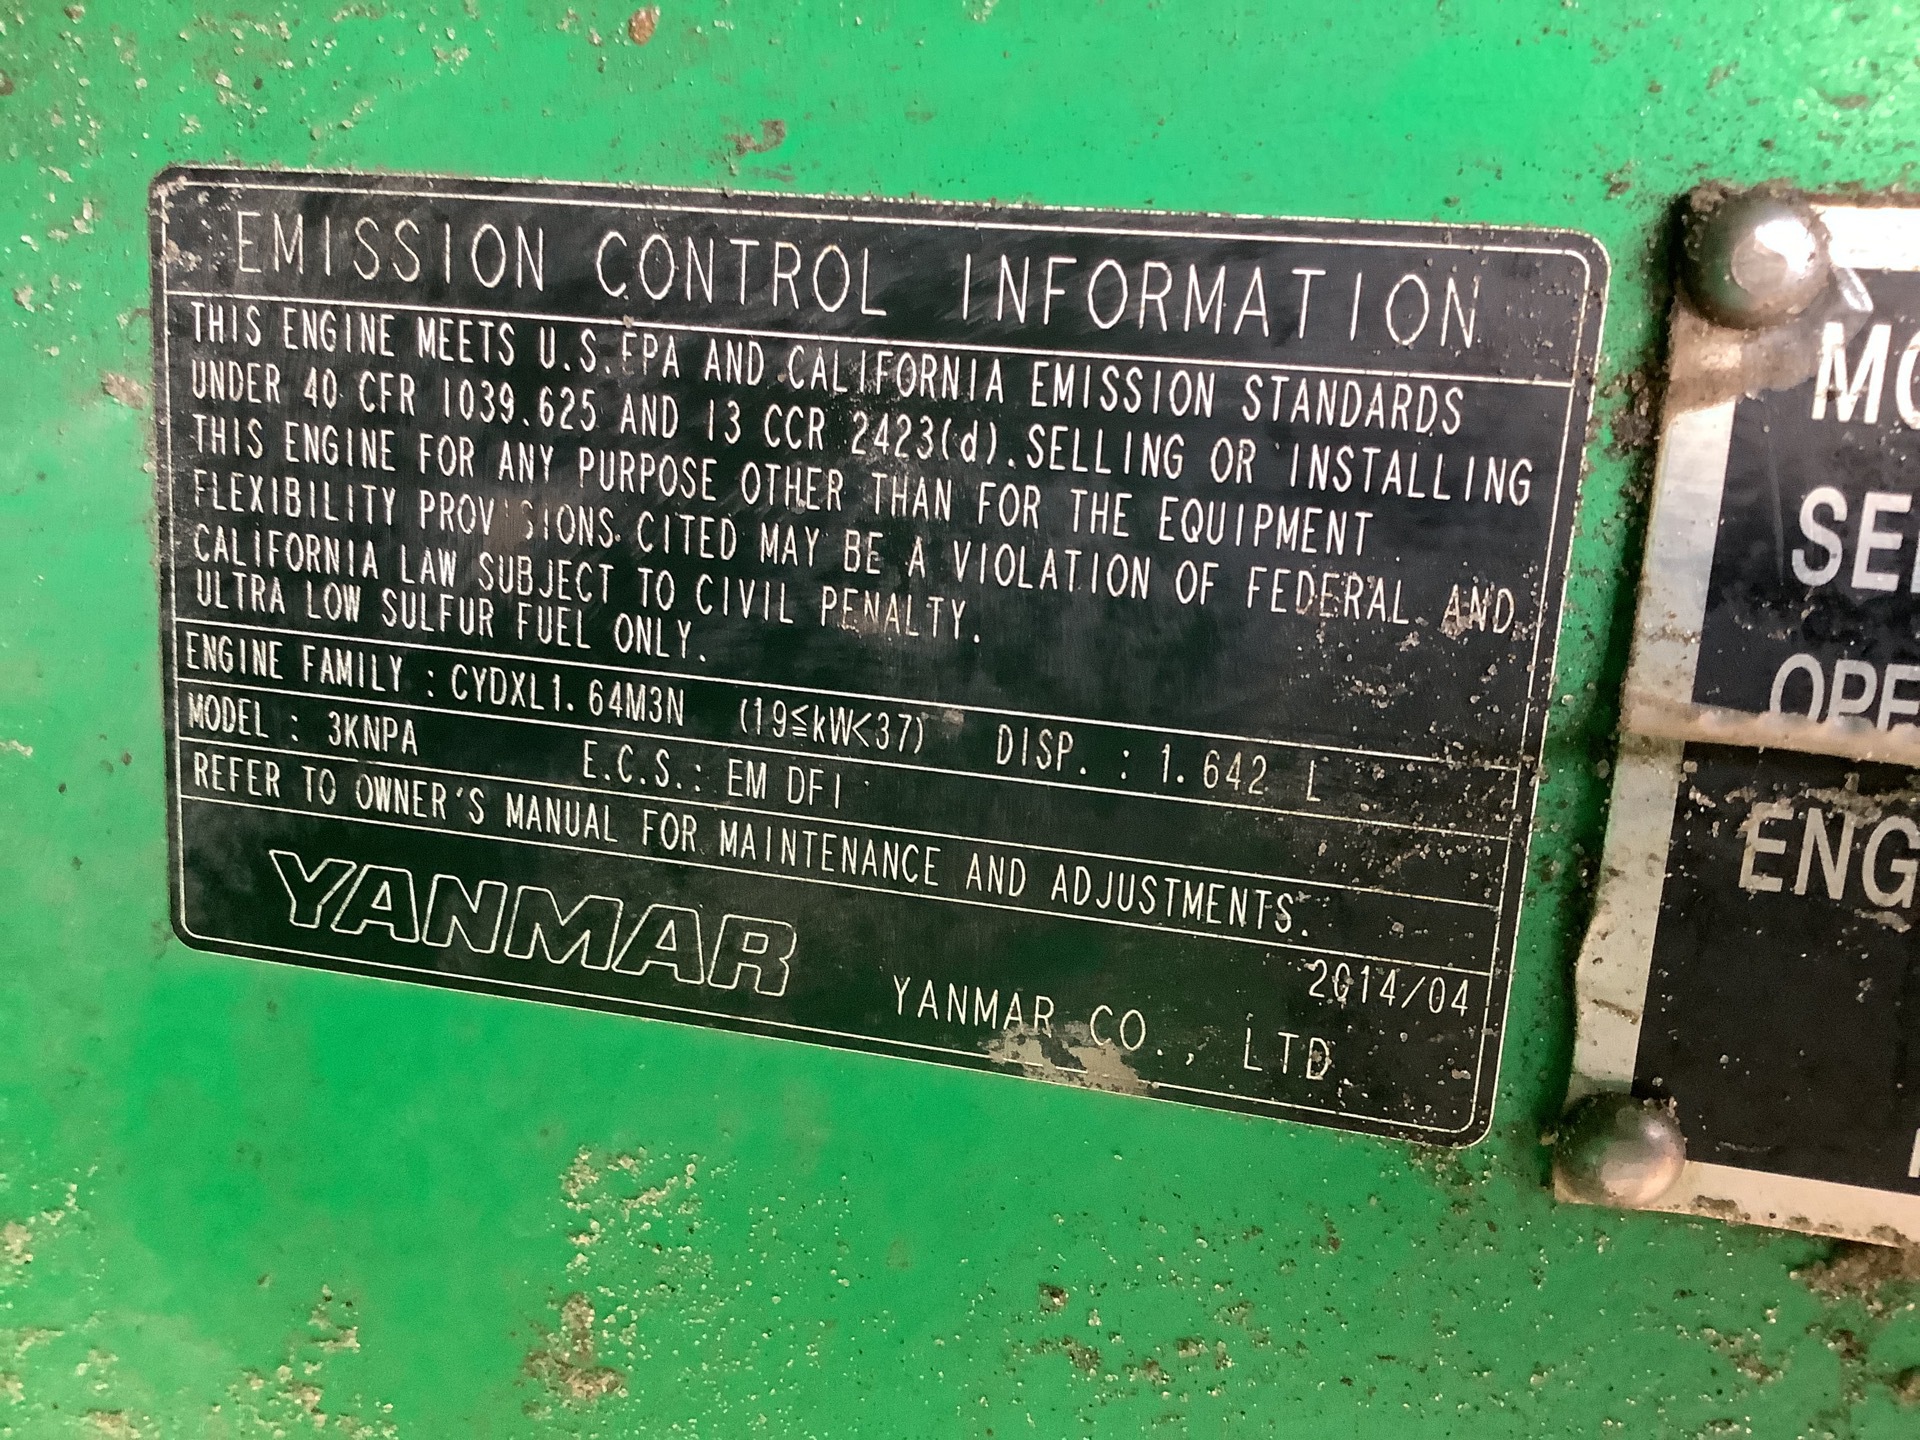 EMISSION CONTROL INFORMATION
THIS ENGINE MEETS U.S.EPA AND CALIFORNIA EMISSION STANDARDS
UNDER 40 CFR 1039.625 AND 13 CCR 2423(d).SELLING OR INSTALLING
THIS ENGINE FOR ANY PURPOSE OTHER THAN FOR THE EQUIPMENT
FLEXIBILITY PROVISIONS CITED MAY BE A VIOLATION OF FEDERAL AND
CALIFORNIA LAW SUBJECT TO CIVIL PENALTY.
ULTRA LOW SULFUR FUEL ONLY.
ENGINE FAMILY : CYDXL1.64M3N (19≦kW<37) DISP. : 1.642 L
MODEL : 3KNPA E.C.S.: EM DFI
REFER TO OWNER'S MANUAL FOR MAINTENANCE AND ADJUSTMENTS.
2014/04
YANMAR YANMAR CO., LTD.
MO
SE
OPE
ENG